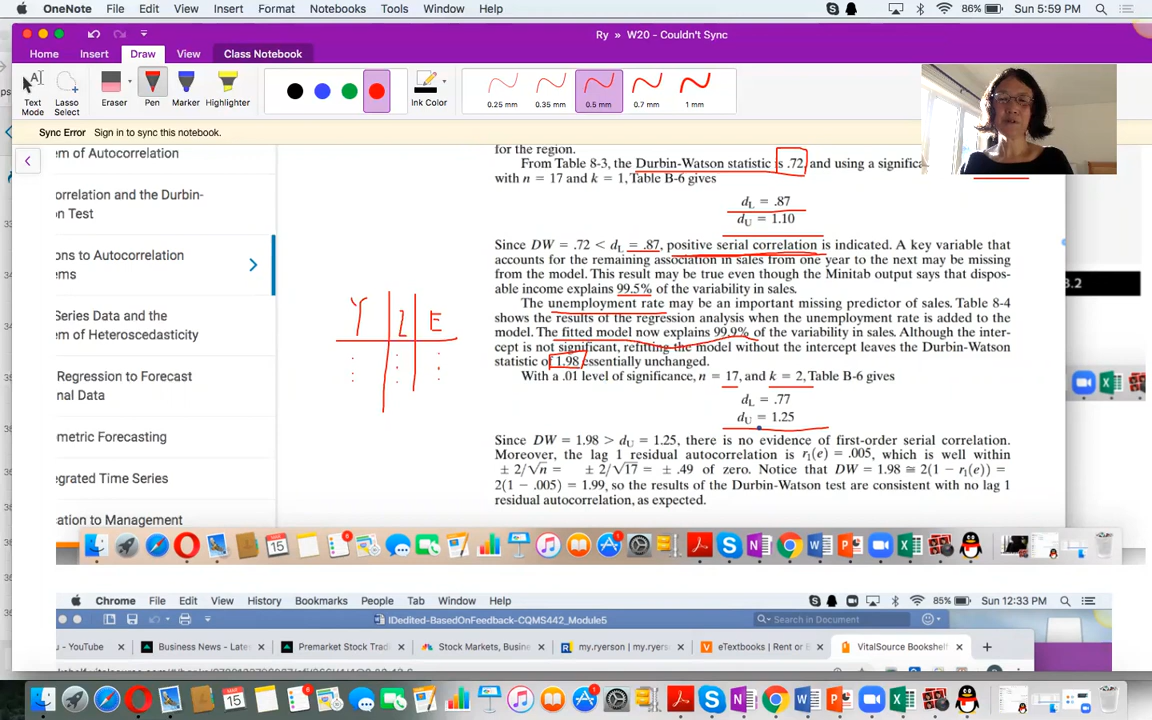 OneNote File Edit View Insert Format Notebooks Tools Window Help
86% Sun 5:59 PM
Ry » W20 - Couldn't Sync
Home Insert Draw View Class Notebook
Text Mode
Lasso Select
Eraser
Pen
Marker
Highlighter
0.25 mm
0.35 mm
0.5 mm
0.7 mm
1 mm
Ink Color
Sync Error Sign in to sync this notebook.
em of Autocorrelation
orrelation and the Durbin-
on Test
ons to Autocorrelation
ems
Series Data and the
em of Heteroscedasticity
Regression to Forecast
nal Data
metric Forecasting
egrated Time Series
cation to Management
Y I E
for the region.
From Table 8-3, the Durbin-Watson statistic is .72, and using a significa
with n = 17 and k = 1, Table B-6 gives
dL = .87
dU = 1.10
Since DW = .72 < dL = .87, positive serial correlation is indicated. A key variable that
accounts for the remaining association in sales from one year to the next may be missing
from the model. This result may be true even though the Minitab output says that dispos-
able income explains 99.5% of the variability in sales.
The unemployment rate may be an important missing predictor of sales. Table 8-4
shows the results of the regression analysis when the unemployment rate is added to the
model. The fitted model now explains 99.9% of the variability in sales. Although the inter-
cept is not significant, refitting the model without the intercept leaves the Durbin-Watson
statistic of 1.98 essentially unchanged.
With a .01 level of significance, n = 17, and k = 2, Table B-6 gives
dL = .77
dU = 1.25
Since DW = 1.98 > dU = 1.25, there is no evidence of first-order serial correlation.
Moreover, the lag 1 residual autocorrelation is r1(e) = .005, which is well within
± 2/√n = ± 2/√17 = ± .49 of zero. Notice that DW = 1.98 ≅ 2(1 − r1(e)) =
2(1 − .005) = 1.99, so the results of the Durbin-Watson test are consistent with no lag 1
residual autocorrelation, as expected.
3.2
MAR 15
Chrome File Edit View History Bookmarks People Tab Window Help
85% Sun 12:33 PM
IDedited-BasedOnFeedback-CQMS442_Module5
Search in Document
u - YouTube
Business News - Late
Premarket Stock Tradi
Stock Markets, Busine
my.ryerson | my.ryers
eTextbooks | Rent or B
VitalSource Bookshelf
MAR 15